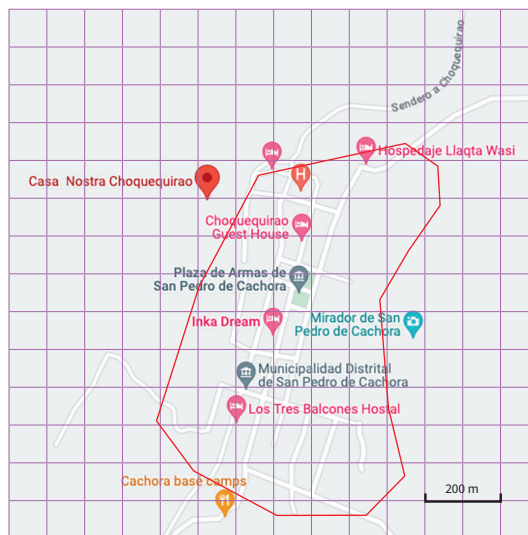 Sendero a Choquequirao
Hospedaje Llaqta Wasi
H
Casa Nostra Choquequirao
Choquequirao
Guest House
Plaza de Armas de
San Pedro de Cachora
Inka Dream
Mirador de San
Pedro de Cachora
Municipalidad Distrital
de San Pedro de Cachora
Los Tres Balcones Hostal
Cachora base camps
200 m